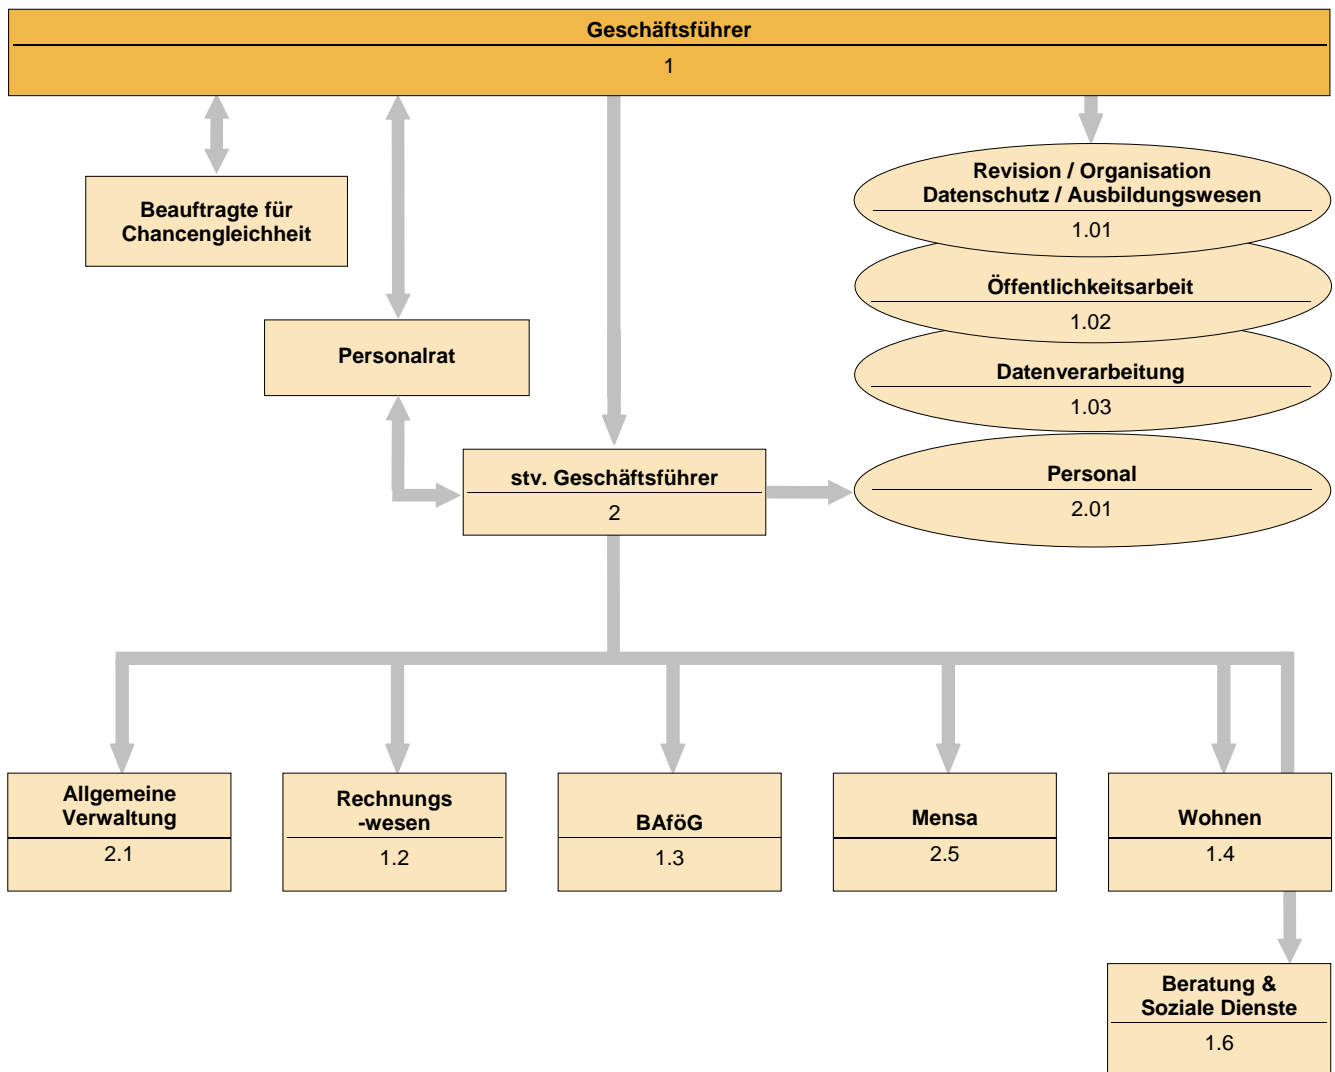 Geschäftsführer
1
Beauftragte für
Chancengleichheit
Revision / Organisation
Datenschutz / Ausbildungswesen
1.01
Öffentlichkeitsarbeit
1.02
Personalrat
Datenverarbeitung
1.03
stv. Geschäftsführer
2
Personal
2.01
Allgemeine
Verwaltung
2.1
Rechnungs
-wesen
1.2
BAföG
1.3
Mensa
2.5
Wohnen
1.4
Beratung &
Soziale Dienste
1.6